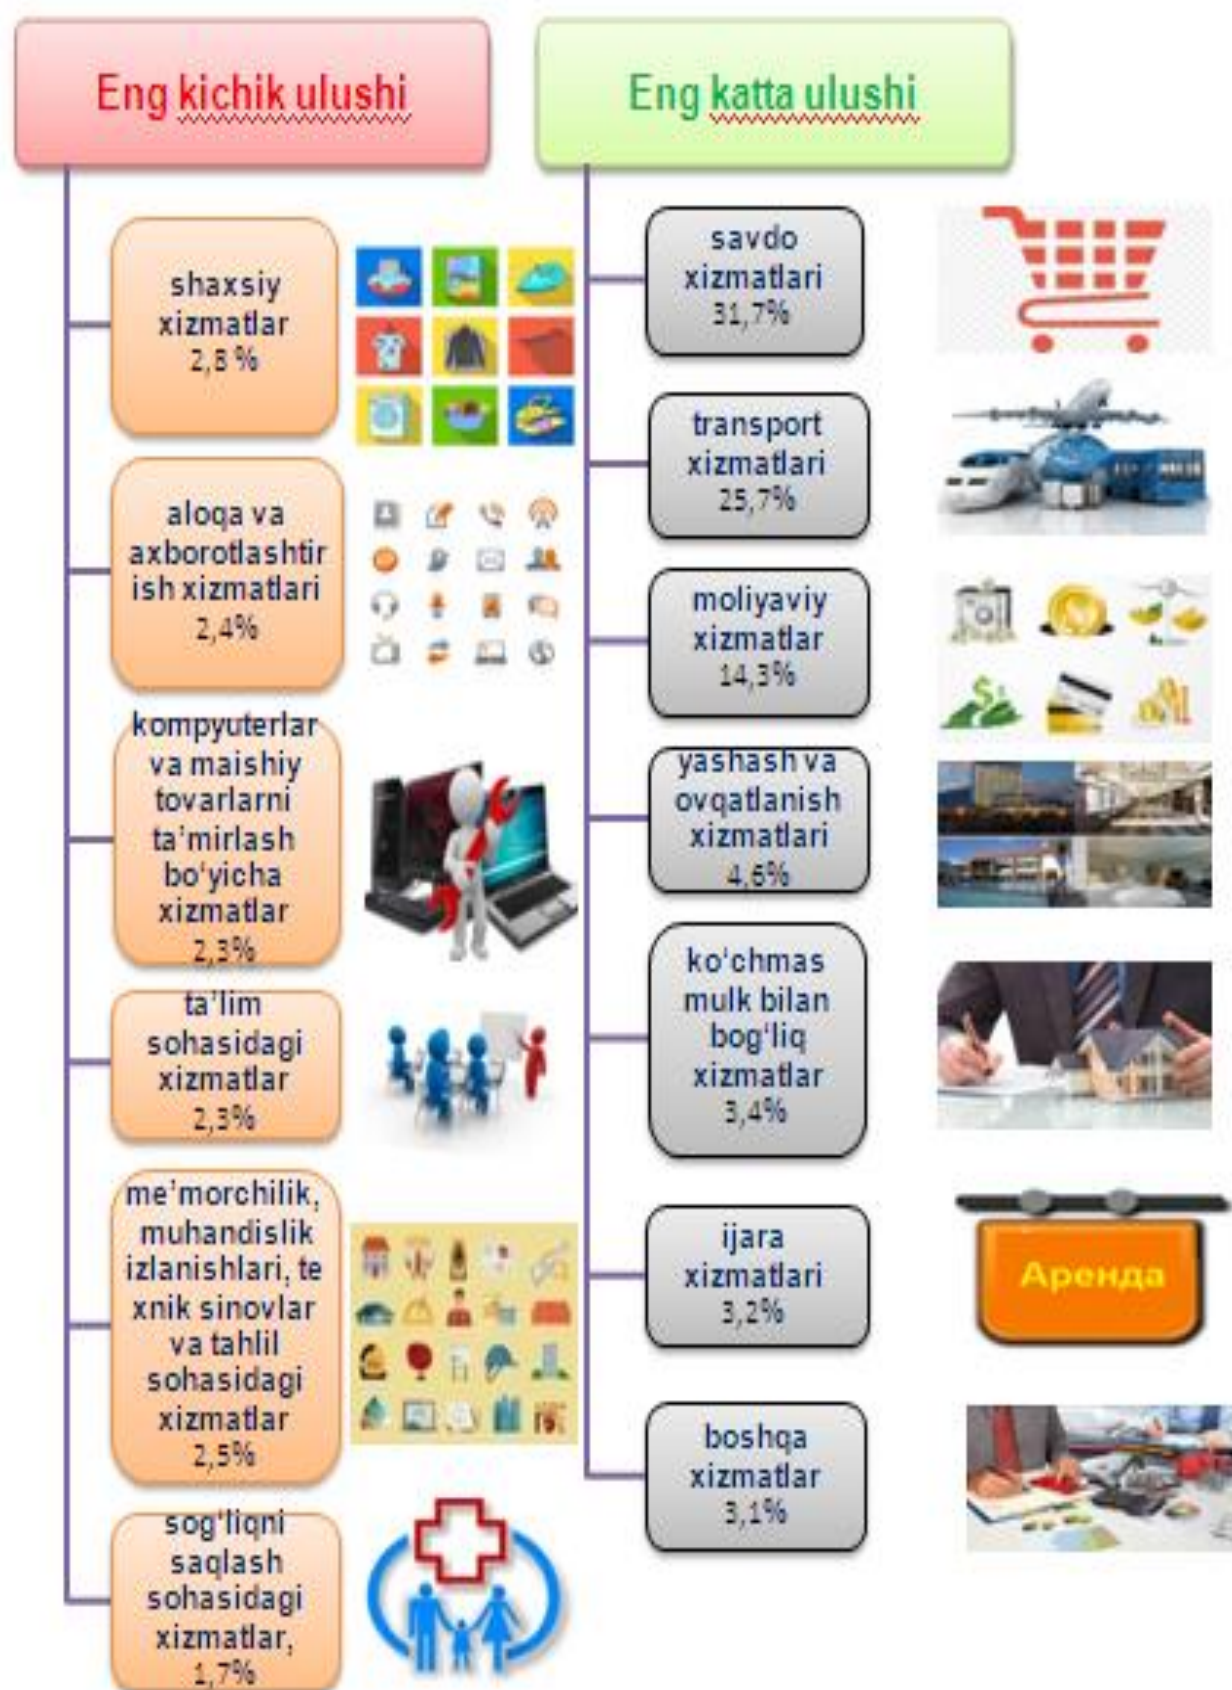 Eng kichik ulushi
shaxsiy
xizmatlar
2,8 %
aloqa va
axborotlashtir
ish xizmatlari
2,4%
kompyuterlar
va maishiy
tovarlarni
ta’mirlash
bo‘yicha
xizmatlar
2,3%
ta’lim
sohasidagi
xizmatlar
2,3%
me’morchilik,
muhandislik
izlanishlari, te
xnik sinovlar
va tahlil
sohasidagi
xizmatlar
2,5%
sog‘liqni
saqlash
sohasidagi
xizmatlar,
1,7%
Eng katta ulushi
savdo
xizmatlari
31,7%
transport
xizmatlari
25,7%
moliyaviy
xizmatlar
14,3%
yashash va
ovqatlanish
xizmatlari
4,6%
ko‘chmas
mulk bilan
bog‘liq
xizmatlar
3,4%
ijara
xizmatlari
3,2%
Аренда
boshqa
xizmatlar
3,1%